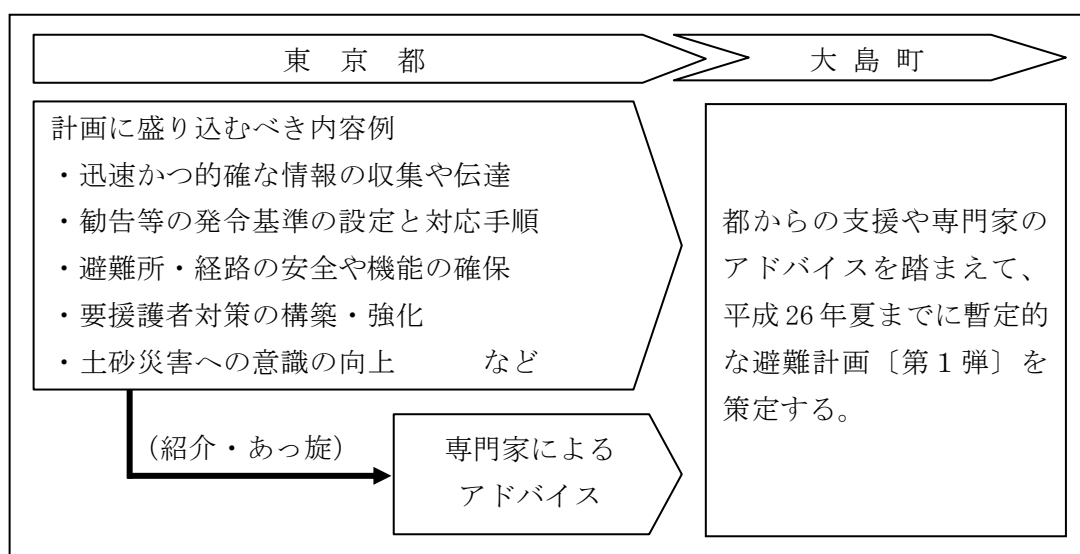 東 京 都
大 島 町
計画に盛り込むべき内容例
・迅速かつ的確な情報の収集や伝達
・勧告等の発令基準の設定と対応手順
・避難所・経路の安全や機能の確保
・要援護者対策の構築・強化
・土砂災害への意識の向上 など
(紹介・あっ旋)
専門家による
アドバイス
都からの支援や専門家の
アドバイスを踏まえて、
平成 26 年夏までに暫定的
な避難計画〔第1弾〕を
策定する。